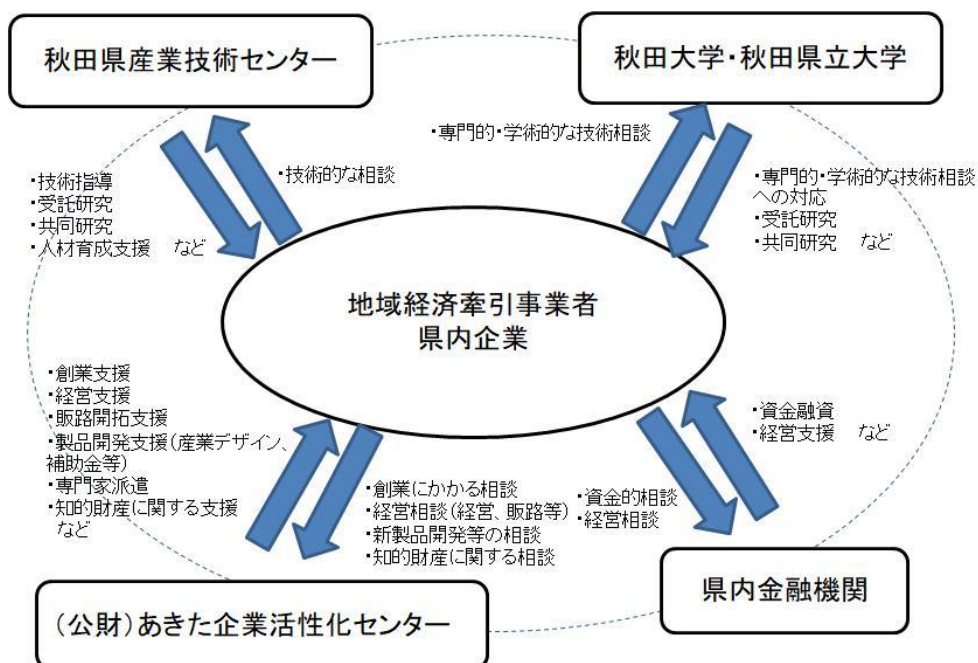 秋田県産業技術センター
秋田大学・秋田県立大学
・専門的・学術的な技術相談
・技術的な相談
・技術指導
・受託研究
・共同研究
・人材育成支援　など
・専門的・学術的な技術相談
への対応
・受託研究
・共同研究　など
地域経済牽引事業者
県内企業
・創業支援
・経営支援
・販路開拓支援
・製品開発支援（産業デザイン、
補助金等）
・専門家派遣
・知的財産に関する支援
など
・創業にかかる相談
・経営相談（経営、販路等）
・新製品開発等の相談
・知的財産に関する相談
・資金的相談
・経営相談
・資金融資
・経営支援　など
（公財）あきた企業活性化センター
県内金融機関